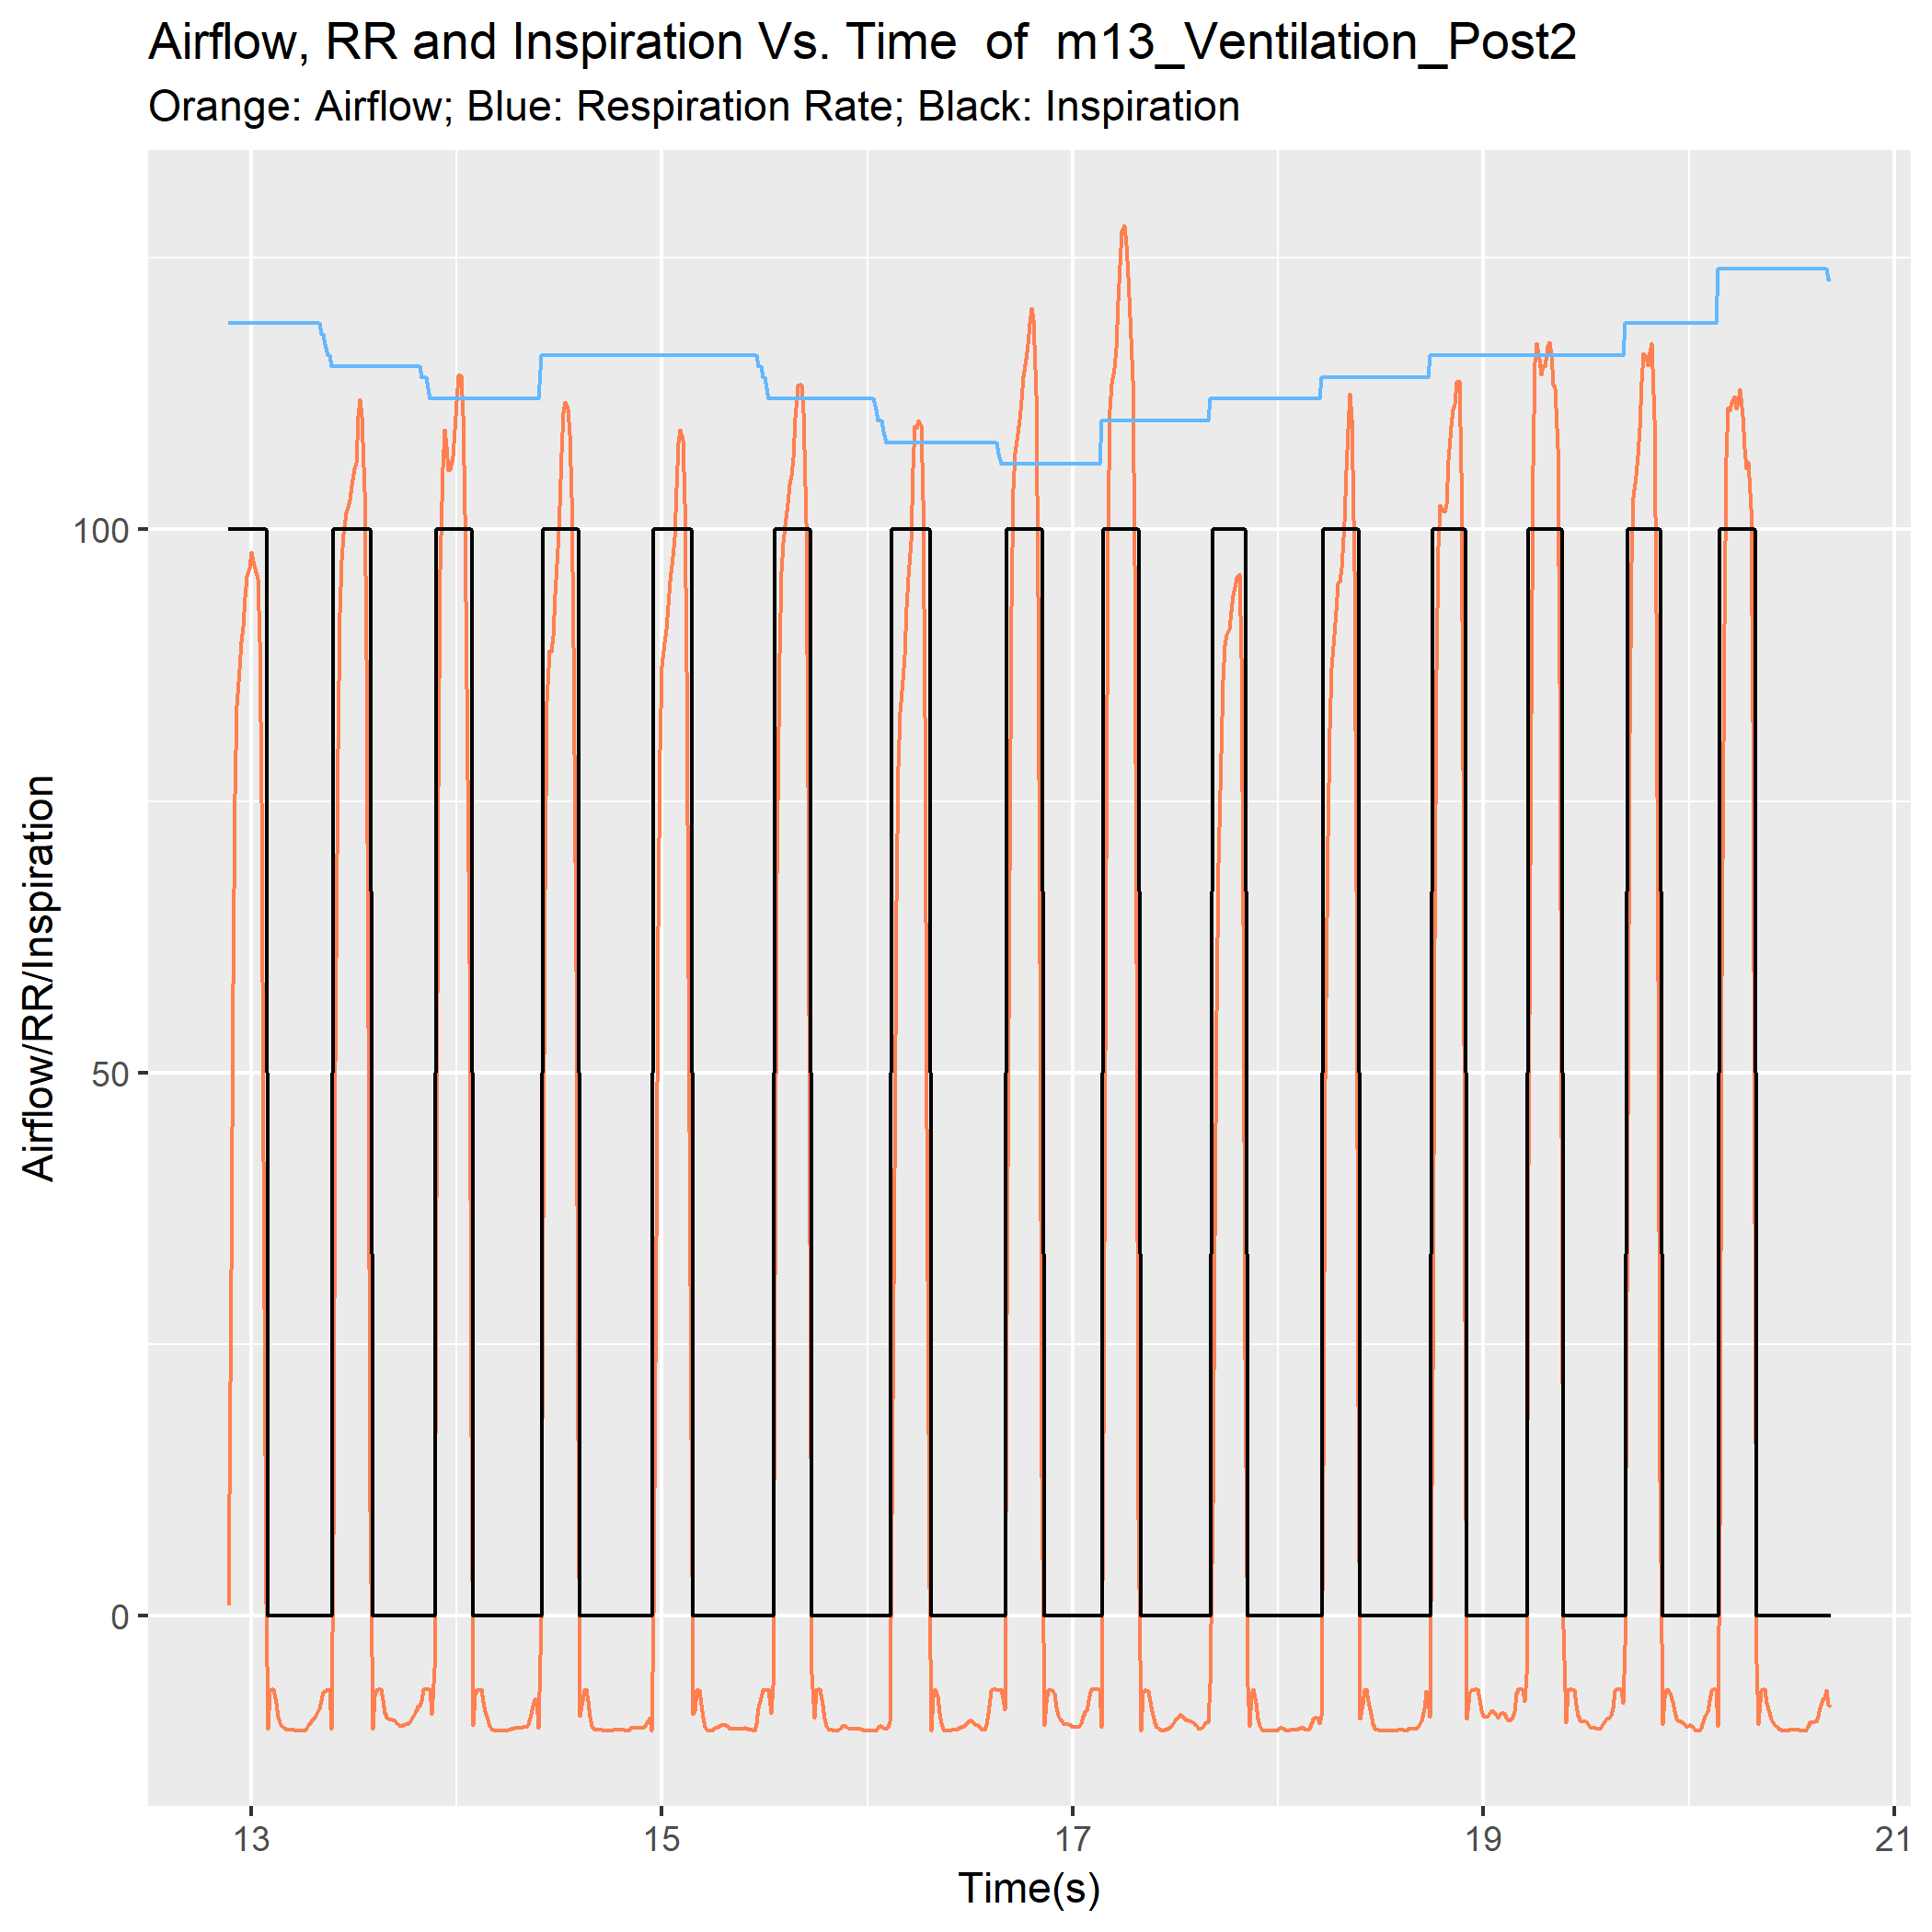 Airflow, RR and Inspiration Vs. Time  of  m13_Ventilation_Post2
Orange: Airflow; Blue: Respiration Rate; Black: Inspiration
Airflow/RR/Inspiration
100
50
0
13
15
17
19
21
Time(s)